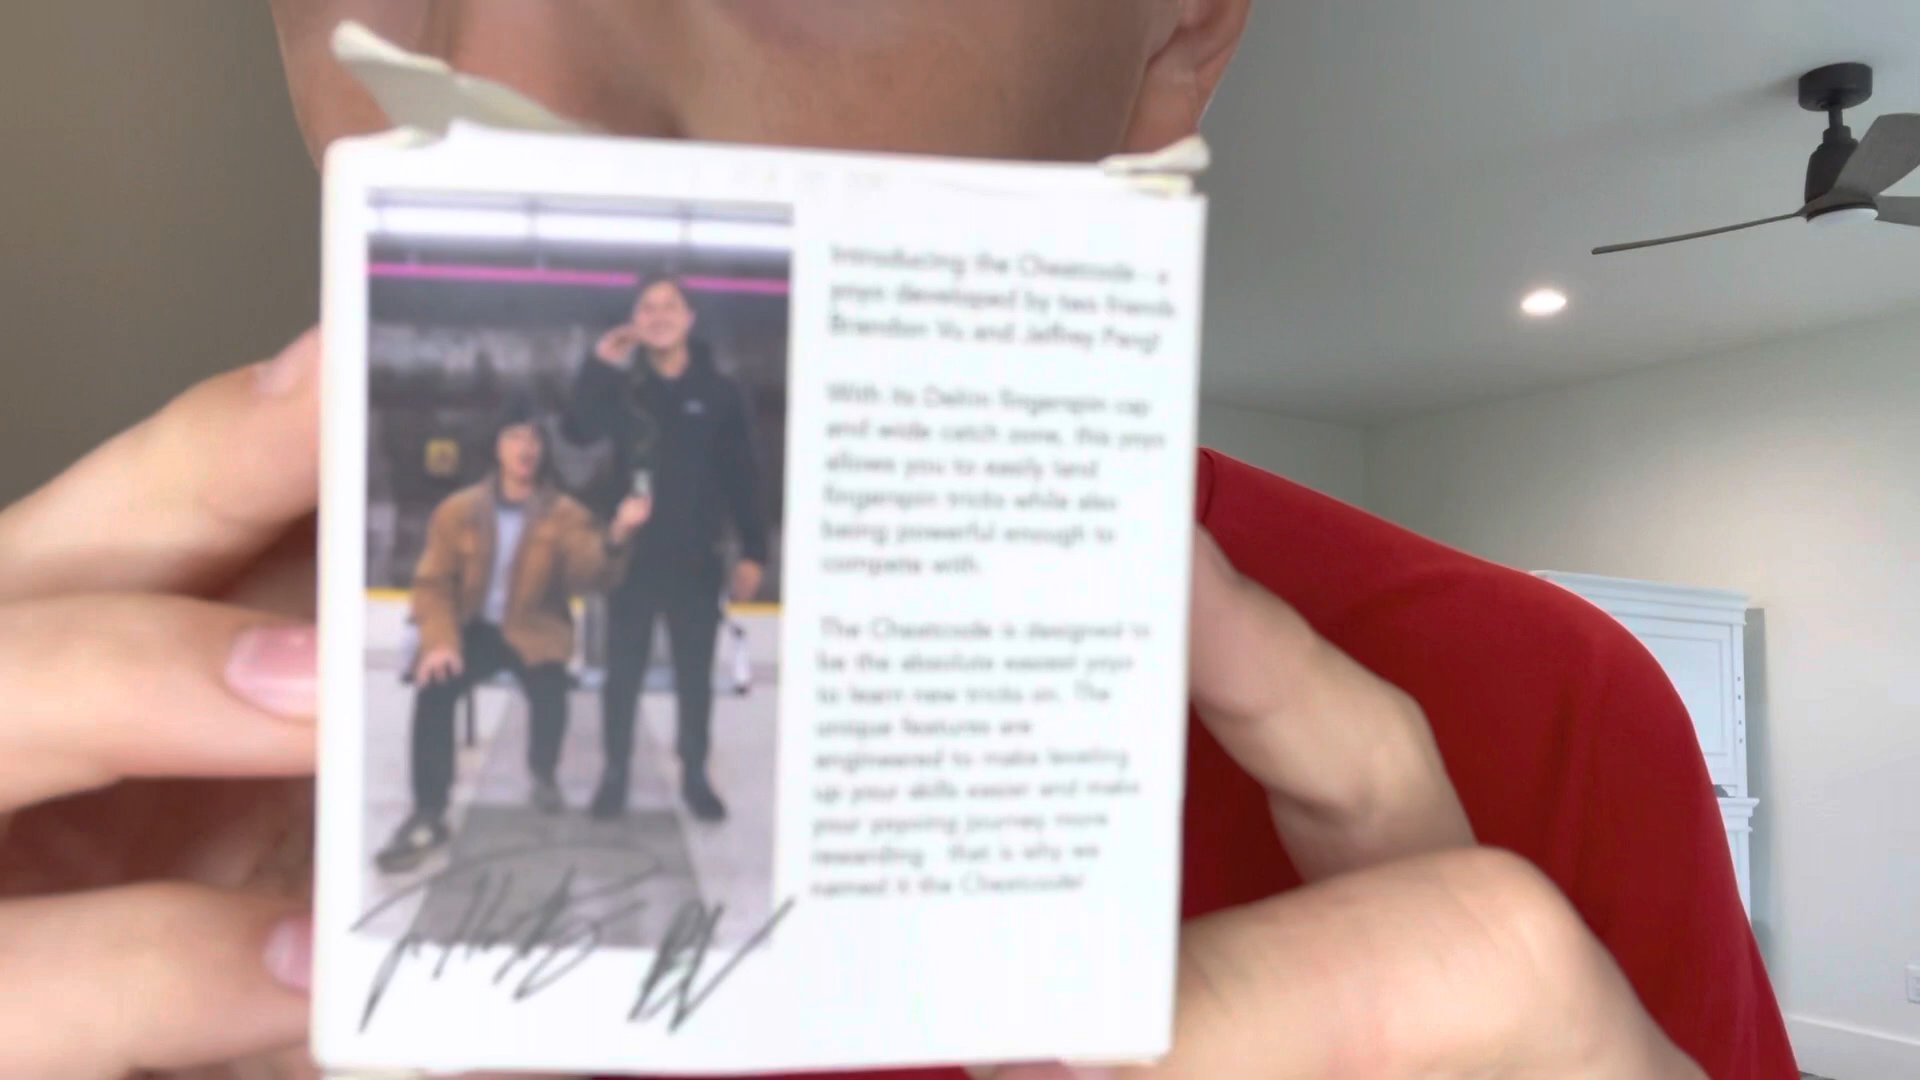 Introducing the Cheatcode - a
yoyo developed by two friends
Brandon Vu and Jeffrey Pang!
With its Delrin fingerspin cap
and wide catch zone, this yoyo
allows you to easily land
fingerspin tricks while also
being powerful enough to
compete with.
The Cheatcode is designed to
be the absolute easiest yoyo
to learn new tricks on. The
unique features are
engineered to make leveling
up your skills easier and make
your yoyoing journey more
rewarding - that is why we
named it the Cheatcode!